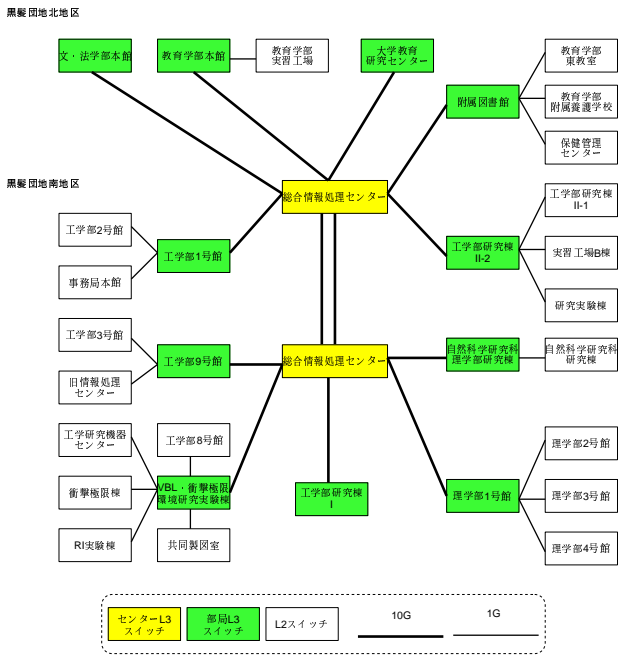 黒髪団地北地区
文・法学部本館
教育学部本館
教育学部
実習工場
大学教育
研究センター
附属図書館
教育学部
東教室
教育学部
附属養護学校
保健管理
センター
黒髪団地南地区
総合情報処理センター
工学部2号館
工学部1号館
事務局本館
工学部研究棟
II-2
工学部研究棟
II-1
実習工場B棟
研究実験棟
工学部3号館
工学部9号館
旧情報処理
センター
総合情報処理センター
自然科学研究科
理学部研究棟
自然科学研究科
研究棟
工学研究機器
センター
工学部8号館
衝撃極限棟
VBL・衝撃極限
環境研究実験棟
RI実験棟
共同製図室
工学部研究棟
I
理学部1号館
理学部2号館
理学部3号館
理学部4号館
センターL3
スイッチ
部局L3
スイッチ
L2スイッチ
10G
1G